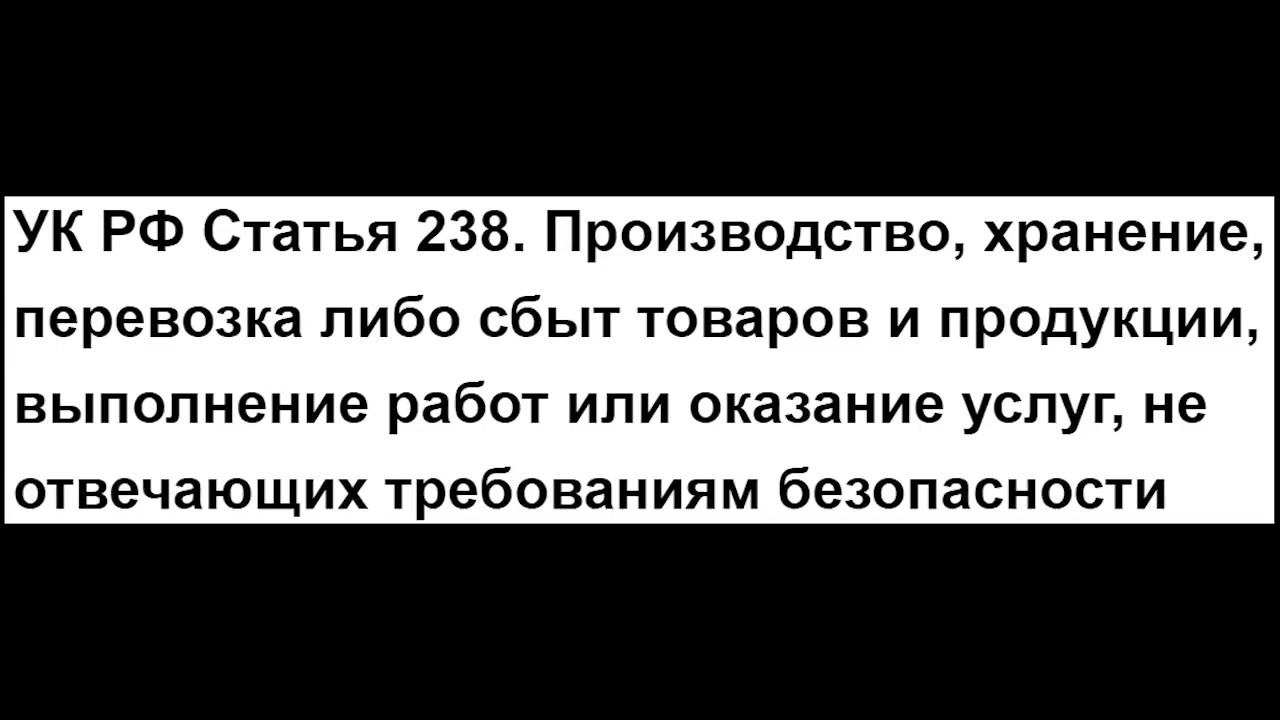 УК РФ Статья 238. Производство, хранение,
перевозка либо сбыт товаров и продукции,
выполнение работ или оказание услуг, не
отвечающих требованиям безопасности